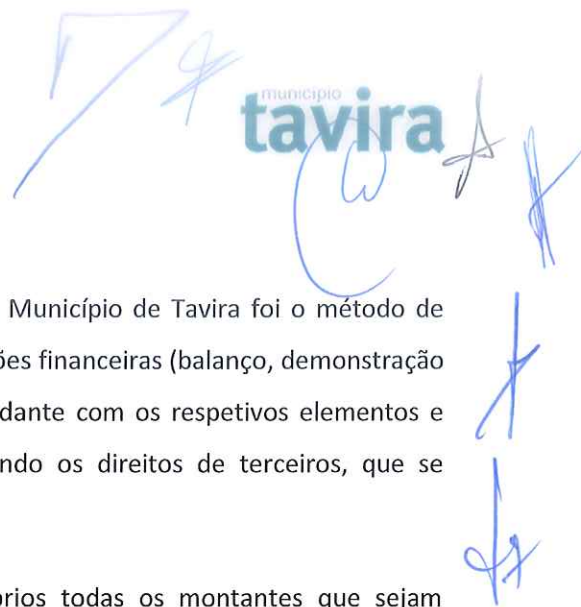 município
tavira
Município de Tavira foi o método de
ões financeiras (balanço, demonstração
dante com os respetivos elementos e
ndo os direitos de terceiros, que se
prios todas os montantes que sejam